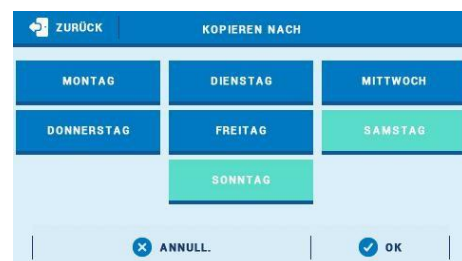 ZURÜCK KOPIEREN NACH
MONTAG DIENSTAG MITTWOCH
DONNERSTAG FREITAG SAMSTAG
SONNTAG
ANNULL. OK